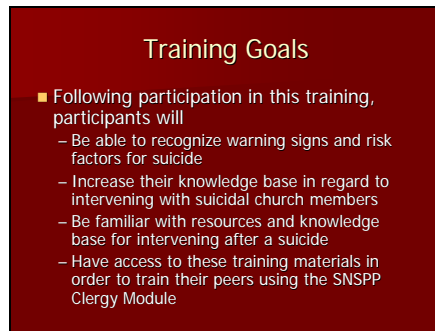 Training Goals
Following participation in this training,
participants will
– Be able to recognize warning signs and risk
factors for suicide
– Increase their knowledge base in regard to
intervening with suicidal church members
– Be familiar with resources and knowledge
base for intervening after a suicide
– Have access to these training materials in
order to train their peers using the SNSPP
Clergy Module